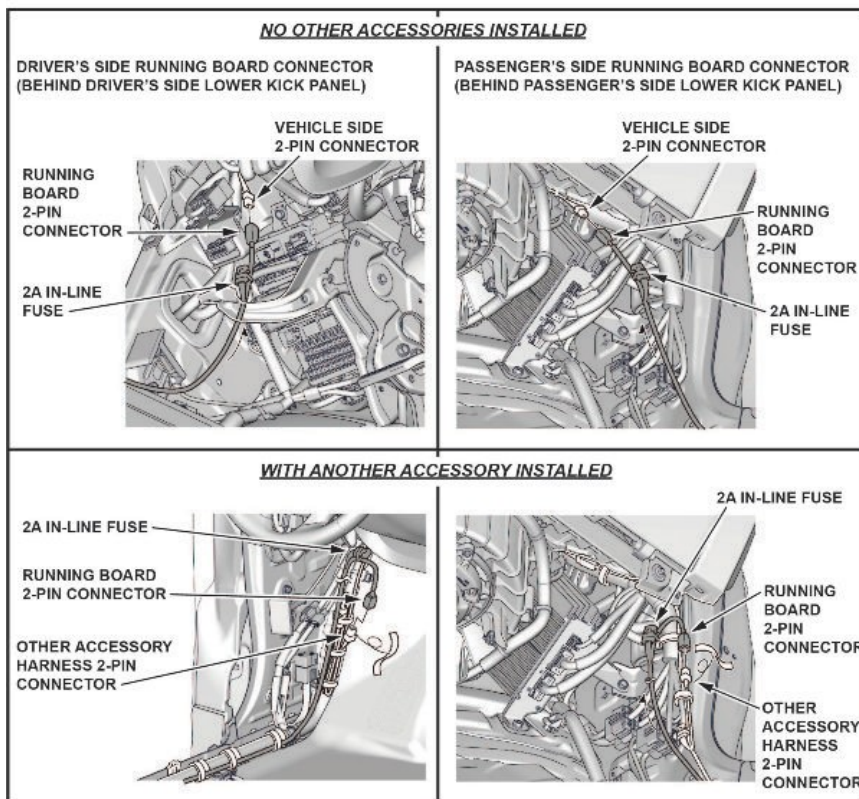 NO OTHER ACCESSORIES INSTALLED
DRIVER'S SIDE RUNNING BOARD CONNECTOR
(BEHIND DRIVER'S SIDE LOWER KICK PANEL)
VEHICLE SIDE
2-PIN CONNECTOR
RUNNING
BOARD
2-PIN
CONNECTOR
2A IN-LINE
FUSE
PASSENGER'S SIDE RUNNING BOARD CONNECTOR
(BEHIND PASSENGER'S SIDE LOWER KICK PANEL)
VEHICLE SIDE
2-PIN CONNECTOR
RUNNING
BOARD
2-PIN
CONNECTOR
2A IN-LINE
FUSE
WITH ANOTHER ACCESSORY INSTALLED
2A IN-LINE FUSE
RUNNING BOARD
2-PIN CONNECTOR
OTHER ACCESSORY
HARNESS 2-PIN
CONNECTOR
2A IN-LINE FUSE
RUNNING
BOARD
2-PIN
CONNECTOR
OTHER
ACCESSORY
HARNESS
2-PIN
CONNECTOR